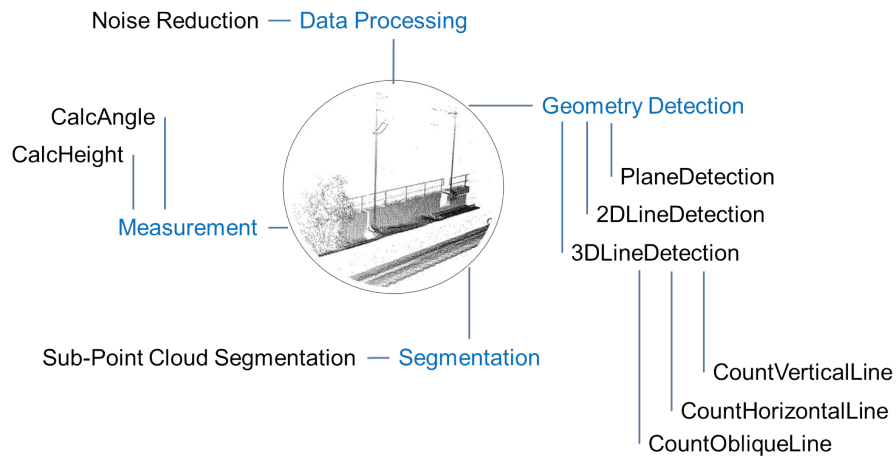 Noise Reduction
Data Processing
CalcAngle
CalcHeight
Measurement
Geometry Detection
PlaneDetection
2DLineDetection
3DLineDetection
Sub-Point Cloud Segmentation
Segmentation
CountVerticalLine
CountHorizontalLine
CountObliqueLine